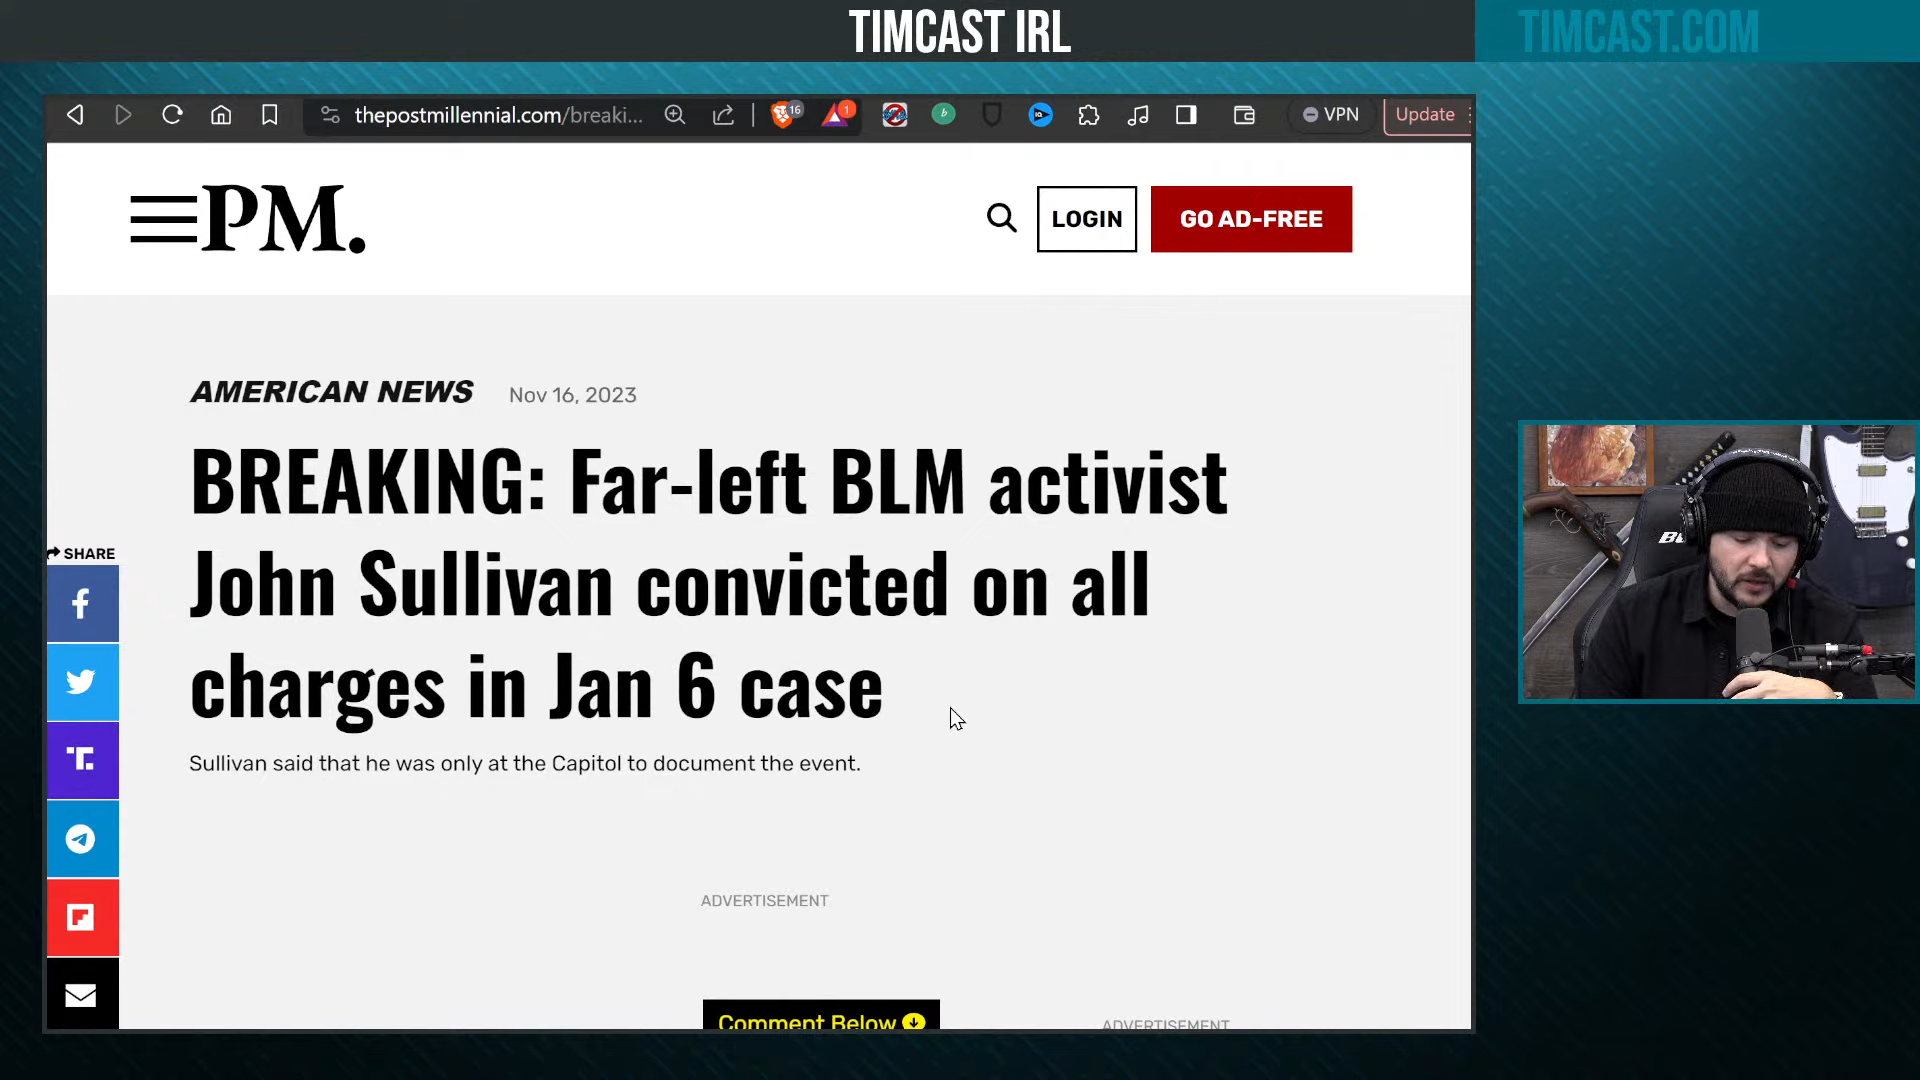 TIMCAST IRL
TIMCAST.COM
thepostmillennial.com/breaki...
16
1
b
VPN
Update
PM.
LOGIN
GO AD-FREE
AMERICAN NEWS
Nov 16, 2023
BREAKING: Far-left BLM activist
John Sullivan convicted on all
charges in Jan 6 case
Sullivan said that he was only at the Capitol to document the event.
SHARE
ADVERTISEMENT
Comment Below
ADVERTISEMENT